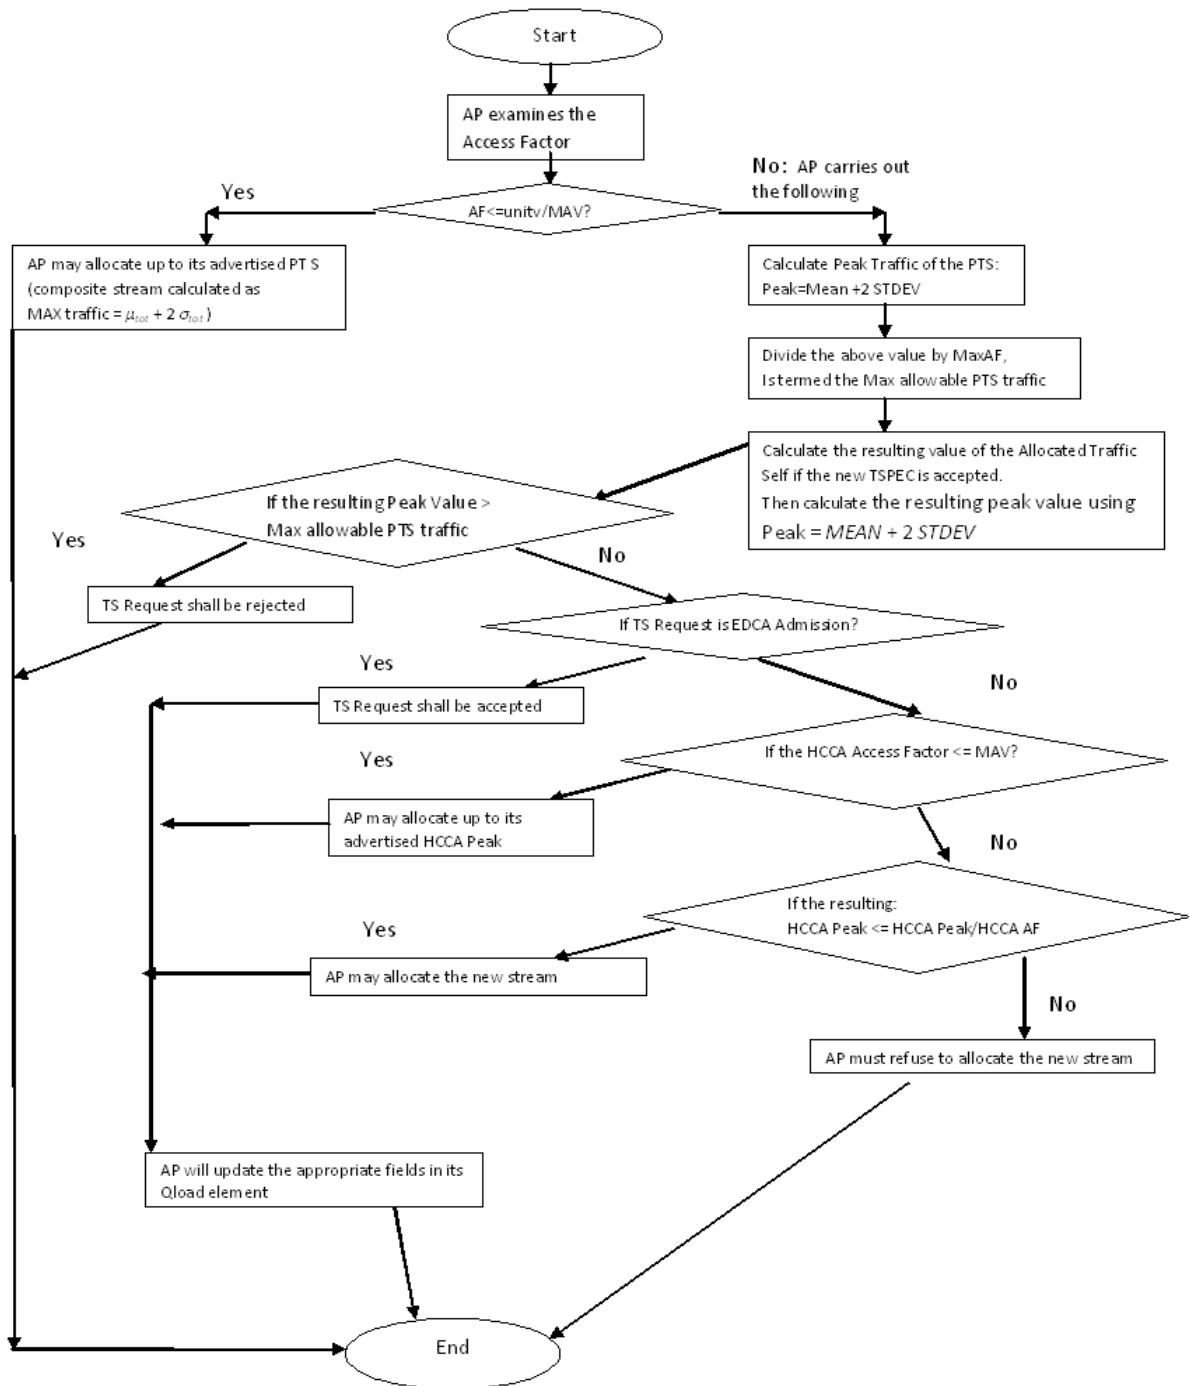 Start
AP examines the
Access Factor
Yes
No: AP carries out
the following
AF<=unitv/MAV?
AP may allocate up to its advertised PT S
(composite stream calculated as
MAX traffic = μtot + 2 σtot)
Calculate Peak Traffic of the PTS:
Peak=Mean +2 STDEV
Divide the above value by MaxAF,
Is termed the Max allowable PTS traffic
Calculate the resulting value of the Allocated Traffic
Self if the new TSPEC is accepted.
Then calculate the resulting peak value using
Peak = MEAN + 2 STDEV
If the resulting Peak Value >
Max allowable PTS traffic
Yes
No
TS Request shall be rejected
If TS Request is EDCA Admission?
Yes
No
TS Request shall be accepted
If the HCCA Access Factor <= MAV?
Yes
AP may allocate up to its
advertised HCCA Peak
No
If the resulting:
HCCA Peak <= HCCA Peak/HCCA AF
Yes
AP may allocate the new stream
No
AP must refuse to allocate the new stream
AP will update the appropriate fields in its
Qload element
End